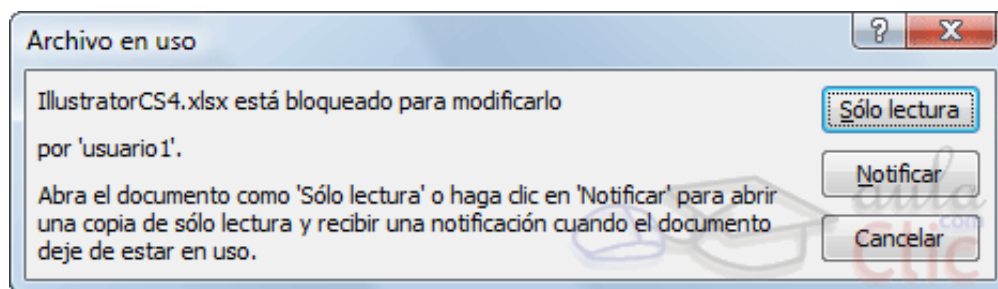 Archivo en uso
IllustratorCS4.xlsx está bloqueado para modificarlo
por 'usuario1'.
Abra el documento como 'Sólo lectura' o haga clic en 'Notificar' para abrir
una copia de sólo lectura y recibir una notificación cuando el documento
deje de estar en uso.
Sólo lectura
Notificar
Cancelar
aula
Clic
.com